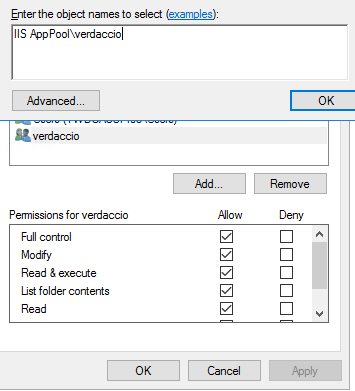 Enter the object names to select (examples):
IIS AppPool\verdaccio
Advanced...
OK
verdaccio
Add...
Remove
Permissions for verdaccio
Allow
Deny
Full control
Modify
Read & execute
List folder contents
Read
OK
Cancel
Apply